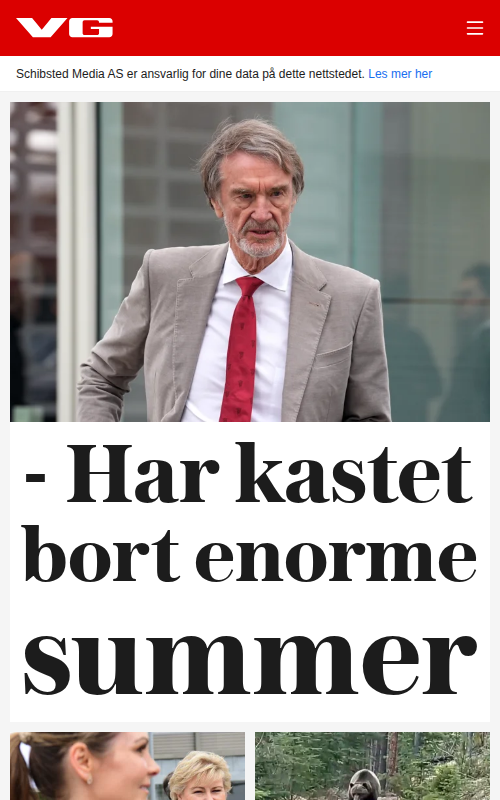 VG
Schibsted Media AS er ansvarlig for dine data på dette nettstedet. Les mer her
- Har kastet
bort enorme
summer